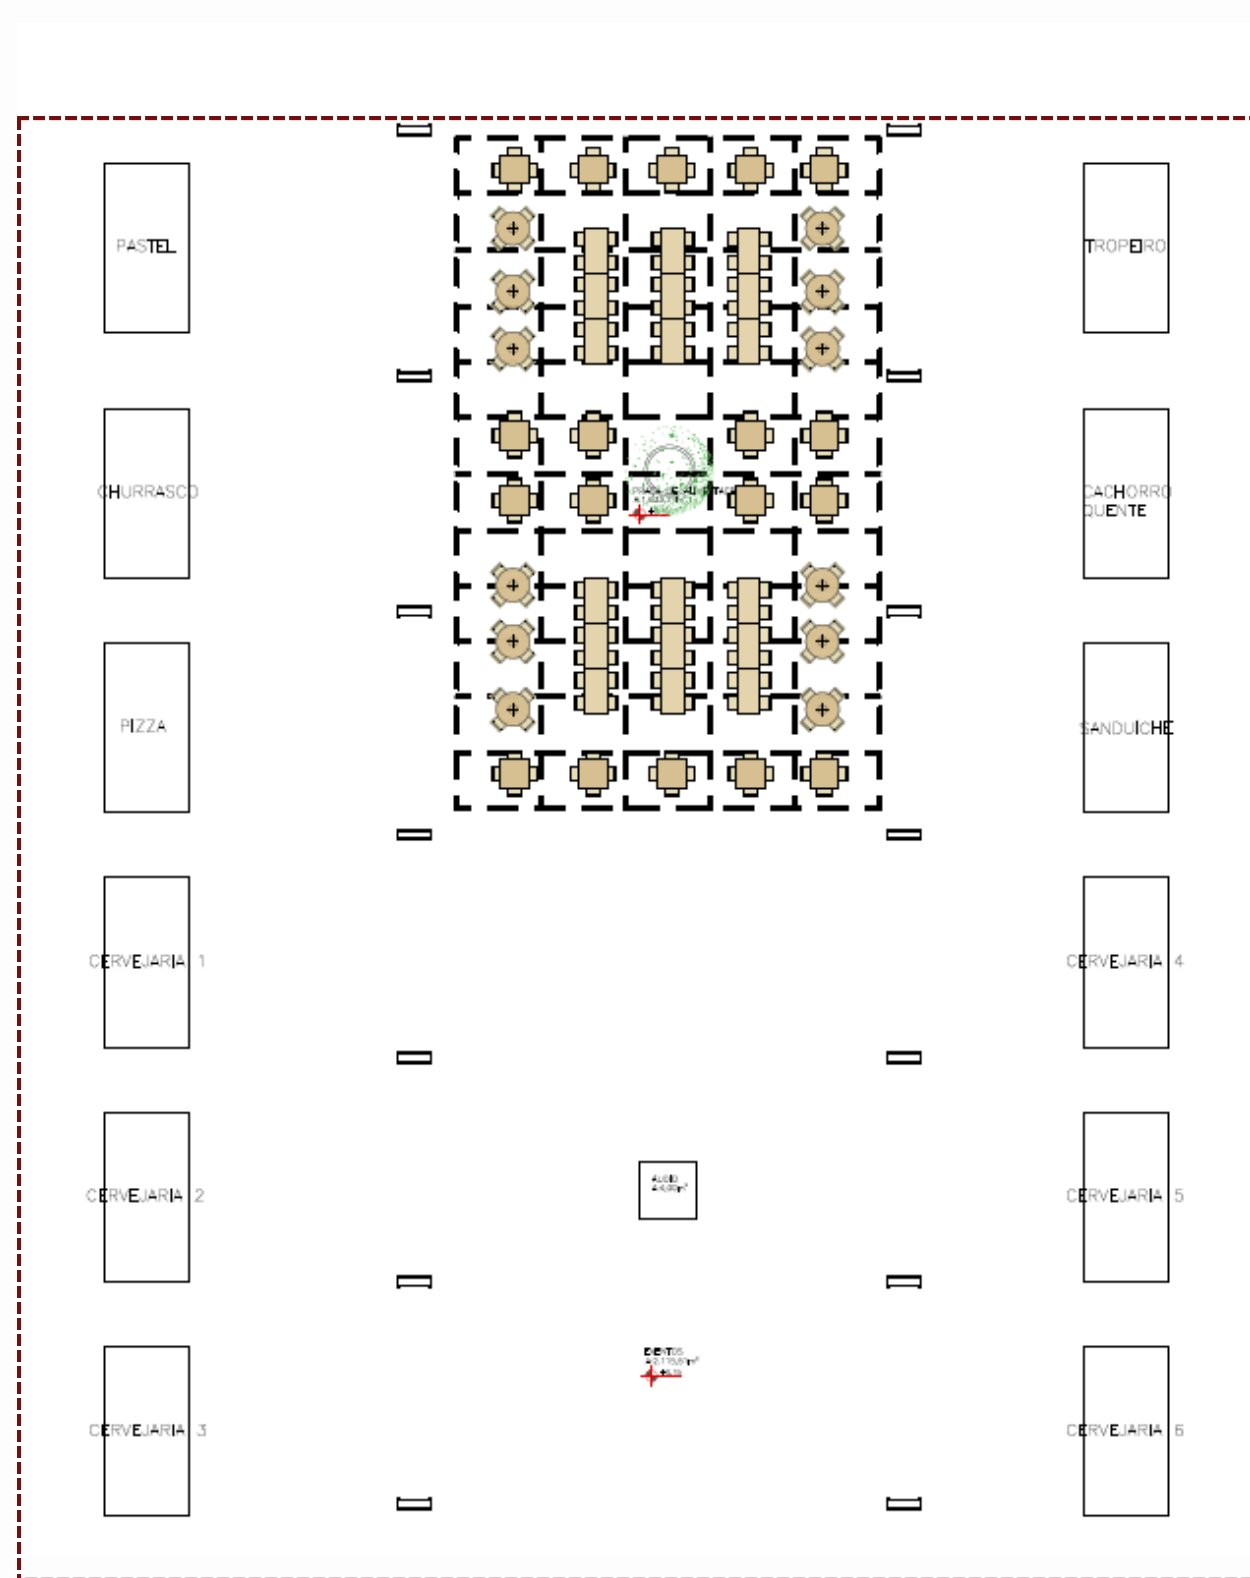 PASTEL
TROPEIRO
CHURRASCO
CACHORRO
QUENTE
PIZZA
SANDUICHE
CERVEJARIA 1
CERVEJARIA 4
AUDIO
CERVEJARIA 2
CERVEJARIA 5
EVENTOS
CERVEJARIA 3
CERVEJARIA 6